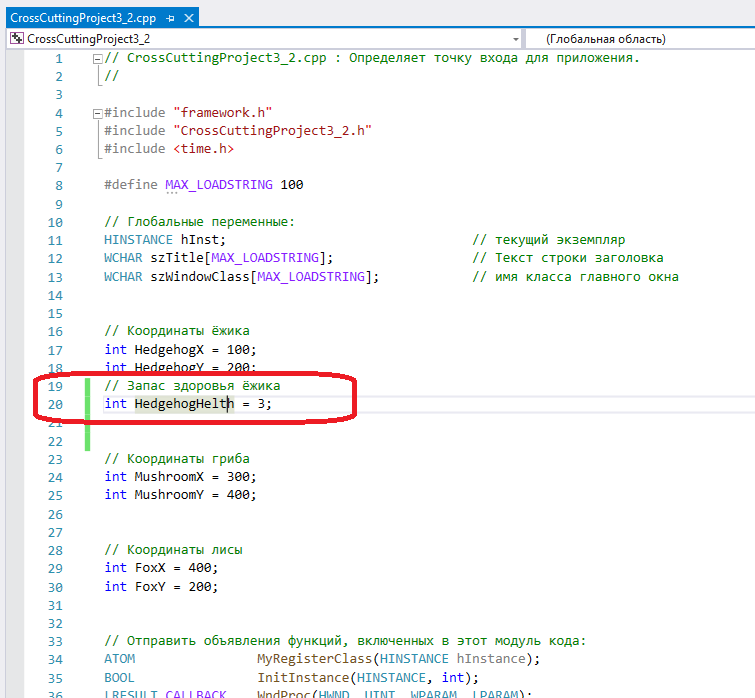 CrossCuttingProject3_2.cpp
CrossCuttingProject3_2 (Глобальная область)
1 // CrossCuttingProject3_2.cpp : Определяет точку входа для приложения.
2 //
3
4 #include "framework.h"
5 #include "CrossCuttingProject3_2.h"
6 #include <time.h>
7
8 #define MAX_LOADSTRING 100
9
10 // Глобальные переменные:
11 HINSTANCE hInst; // текущий экземпляр
12 WCHAR szTitle[MAX_LOADSTRING]; // Текст строки заголовка
13 WCHAR szWindowClass[MAX_LOADSTRING]; // имя класса главного окна
14
15
16 // Координаты ёжика
17 int HedgehogX = 100;
18 int HedgehogY = 200;
19 // Запас здоровья ёжика
20 int HedgehogHelth = 3;
21
22
23 // Координаты гриба
24 int MushroomX = 300;
25 int MushroomY = 400;
26
27
28 // Координаты лисы
29 int FoxX = 400;
30 int FoxY = 200;
31
32
33 // Отправить объявления функций, включенных в этот модуль кода:
34 ATOM MyRegisterClass(HINSTANCE hInstance);
35 BOOL InitInstance(HINSTANCE, int);
36 LRESULT CALLBACK WndProc(HWND, UINT, WPARAM, LPARAM);